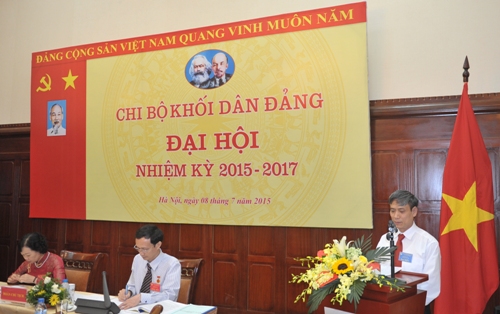 ĐẢNG CỘNG SẢN VIỆT NAM QUANG VINH MUÔN NĂM
CHI BỘ KHỐI DÂN ĐẢNG
ĐẠI HỘI
NHIỆM KỲ 2015 - 2017
Hà Nội, ngày 08 tháng 7 năm 2015